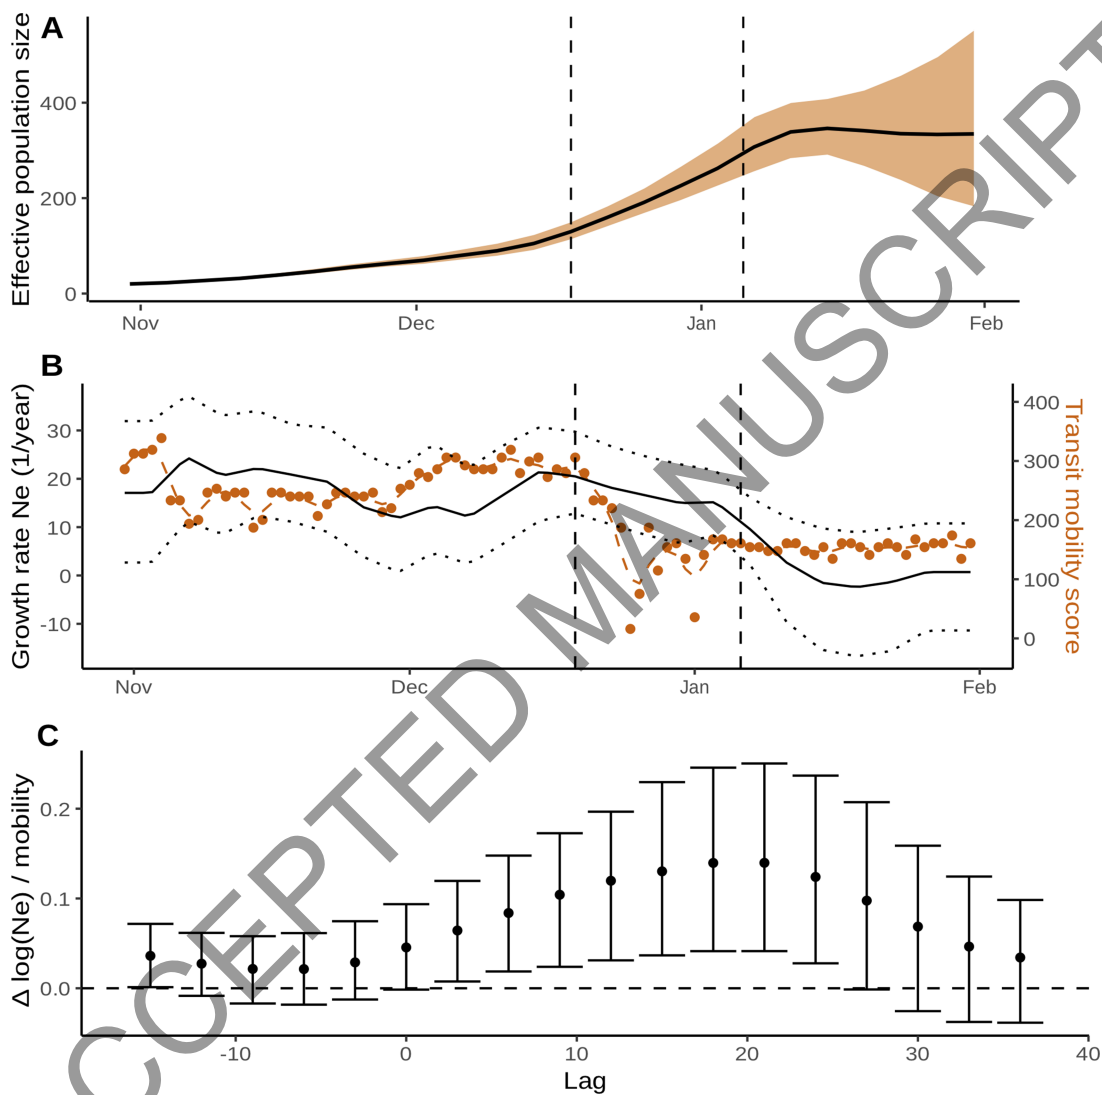 A
Effective population size
400
200
0
Nov Dec Jan Feb
B
Growth rate Ne (1/year)
30
20
10
0
-10
400
300
200
100
0
Transit mobility score
Nov Dec Jan Feb
C
Δ log(Ne) / mobility
0.2
0.1
0.0
-10 0 10 20 30 40
Lag
CCEPTED MANUSCRIPT